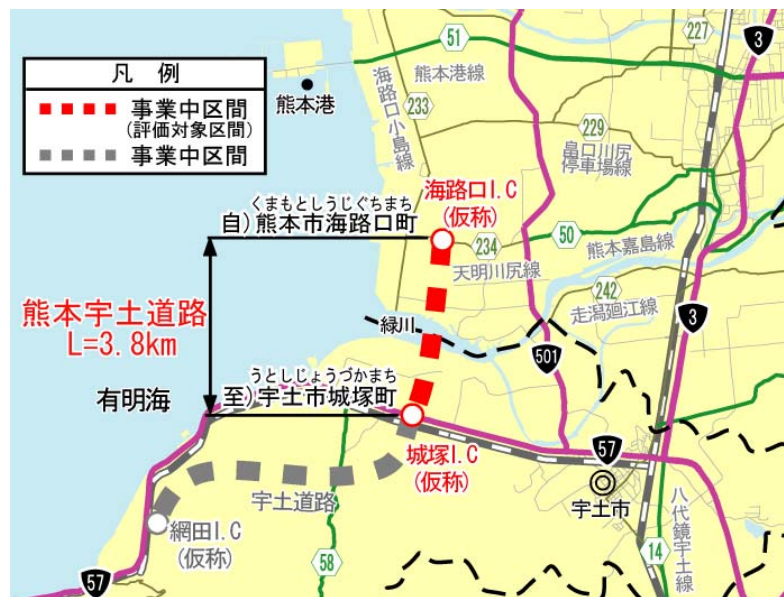 凡 例
事業中区間
(評価対象区間)
事業中区間
熊本港
51
熊本港線
海路口小島線
233
227
3
229
畠口川尻
停車場線
海路口I.C
(仮称)
くまもとしうじぐちまち
自)熊本市海路口町
234
天明川尻線
50
熊本嘉島線
242
走潟廻江線
熊本宇土道路
L=3.8km
緑川
3
501
有明海
うとしじょうづかまち
至)宇土市城塚町
城塚I.C
(仮称)
57
宇土道路
宇土市
網田I.C
(仮称)
58
14
八代鏡宇土線
57